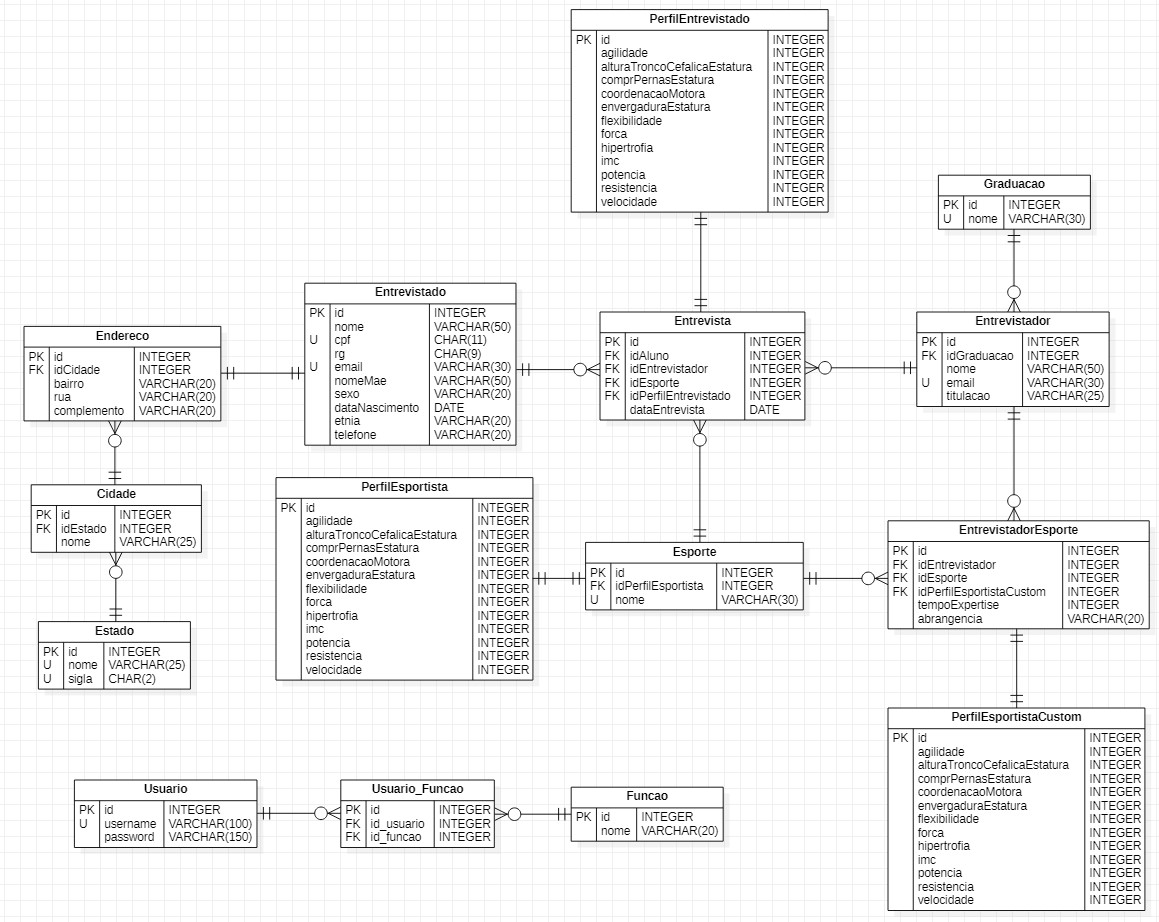 PerfilEntrevistado
PK id INTEGER
agilidade INTEGER
alturaTroncoCefalicaEstatura INTEGER
comprPernasEstatura INTEGER
coordenacaoMotora INTEGER
envergaduraEstatura INTEGER
flexibilidade INTEGER
forca INTEGER
hipertrofia INTEGER
imc INTEGER
potencia INTEGER
resistencia INTEGER
velocidade INTEGER
Graduacao
PK id INTEGER
U nome VARCHAR(30)
Entrevistado
PK id INTEGER
nome VARCHAR(50)
U cpf CHAR(11)
rg CHAR(9)
U email VARCHAR(30)
nomeMae VARCHAR(50)
sexo VARCHAR(20)
dataNascimento DATE
etnia VARCHAR(20)
telefone VARCHAR(20)
Entrevista
PK id INTEGER
FK idAluno INTEGER
FK idEntrevistador INTEGER
FK idEsporte INTEGER
FK idPerfilEntrevistado INTEGER
dataEntrevista DATE
Entrevistador
PK id INTEGER
FK idGraduacao INTEGER
nome VARCHAR(50)
U email VARCHAR(30)
titulacao VARCHAR(25)
Endereco
PK id INTEGER
FK idCidade INTEGER
bairro VARCHAR(20)
rua VARCHAR(20)
complemento VARCHAR(20)
Cidade
PK id INTEGER
FK idEstado INTEGER
nome VARCHAR(25)
PerfilEsportista
PK id INTEGER
agilidade INTEGER
alturaTroncoCefalicaEstatura INTEGER
comprPernasEstatura INTEGER
coordenacaoMotora INTEGER
envergaduraEstatura INTEGER
flexibilidade INTEGER
forca INTEGER
hipertrofia INTEGER
imc INTEGER
potencia INTEGER
resistencia INTEGER
velocidade INTEGER
Esporte
PK id INTEGER
FK idPerfilEsportista INTEGER
U nome VARCHAR(30)
EntrevistadorEsporte
PK id INTEGER
FK idEntrevistador INTEGER
FK idEsporte INTEGER
FK idPerfilEsportistaCustom INTEGER
tempoExpertise INTEGER
abrangencia VARCHAR(20)
Estado
PK id INTEGER
U nome VARCHAR(25)
U sigla CHAR(2)
PerfilEsportistaCustom
PK id INTEGER
agilidade INTEGER
alturaTroncoCefalicaEstatura INTEGER
comprPernasEstatura INTEGER
coordenacaoMotora INTEGER
envergaduraEstatura INTEGER
flexibilidade INTEGER
forca INTEGER
hipertrofia INTEGER
imc INTEGER
potencia INTEGER
resistencia INTEGER
velocidade INTEGER
Usuario
PK id INTEGER
U username VARCHAR(100)
password VARCHAR(150)
Usuario_Funcao
PK id INTEGER
FK id_usuario INTEGER
FK id_funcao INTEGER
Funcao
PK id INTEGER
nome VARCHAR(20)